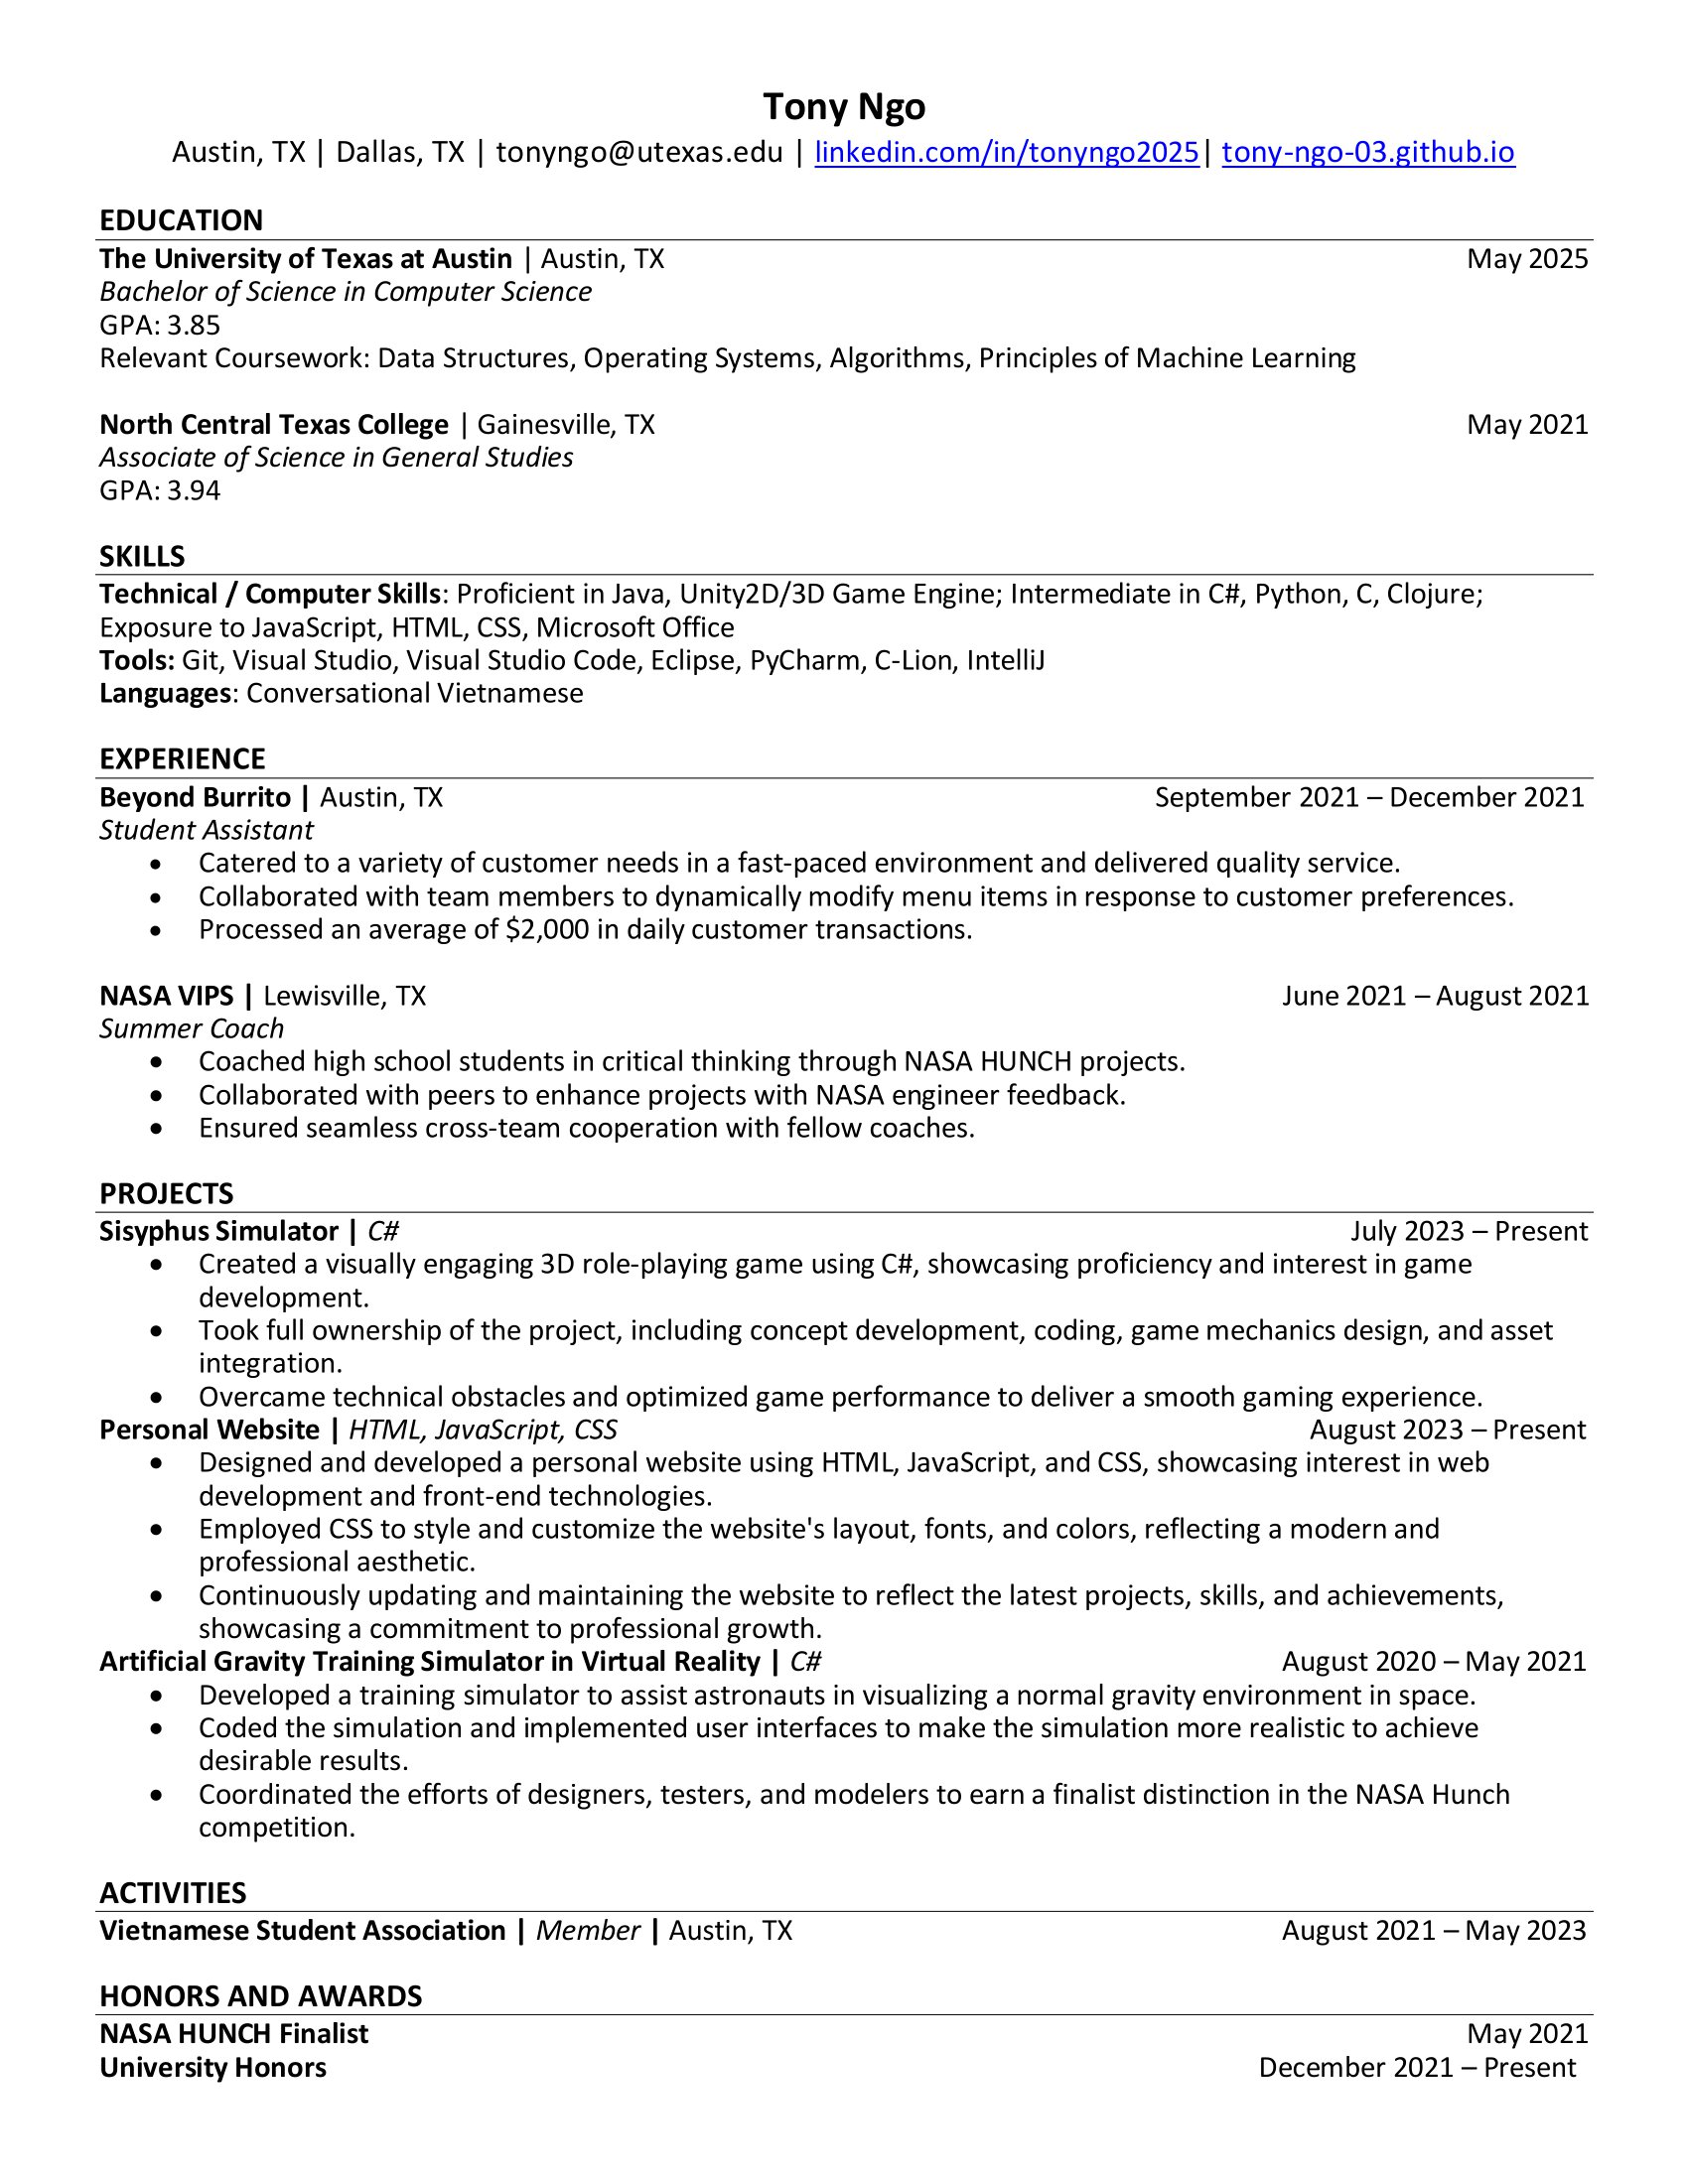 Tony Ngo
Austin, TX | Dallas, TX | tonyngo@utexas.edu | linkedin.com/in/tonyngo2025| tony-ngo-03.github.io
EDUCATION
The University of Texas at Austin | Austin, TX May 2025
Bachelor of Science in Computer Science
GPA: 3.85
Relevant Coursework: Data Structures, Operating Systems, Algorithms, Principles of Machine Learning
North Central Texas College | Gainesville, TX May 2021
Associate of Science in General Studies
GPA: 3.94
SKILLS
Technical / Computer Skills: Proficient in Java, Unity2D/3D Game Engine; Intermediate in C#, Python, C, Clojure;
Exposure to JavaScript, HTML, CSS, Microsoft Office
Tools: Git, Visual Studio, Visual Studio Code, Eclipse, PyCharm, C-Lion, IntelliJ
Languages: Conversational Vietnamese
EXPERIENCE
Beyond Burrito | Austin, TX September 2021 – December 2021
Student Assistant
• Catered to a variety of customer needs in a fast-paced environment and delivered quality service.
• Collaborated with team members to dynamically modify menu items in response to customer preferences.
• Processed an average of $2,000 in daily customer transactions.
NASA VIPS | Lewisville, TX June 2021 – August 2021
Summer Coach
• Coached high school students in critical thinking through NASA HUNCH projects.
• Collaborated with peers to enhance projects with NASA engineer feedback.
• Ensured seamless cross-team cooperation with fellow coaches.
PROJECTS
Sisyphus Simulator | C# July 2023 – Present
• Created a visually engaging 3D role-playing game using C#, showcasing proficiency and interest in game
development.
• Took full ownership of the project, including concept development, coding, game mechanics design, and asset
integration.
• Overcame technical obstacles and optimized game performance to deliver a smooth gaming experience.
Personal Website | HTML, JavaScript, CSS August 2023 – Present
• Designed and developed a personal website using HTML, JavaScript, and CSS, showcasing interest in web
development and front-end technologies.
• Employed CSS to style and customize the website's layout, fonts, and colors, reflecting a modern and
professional aesthetic.
• Continuously updating and maintaining the website to reflect the latest projects, skills, and achievements,
showcasing a commitment to professional growth.
Artificial Gravity Training Simulator in Virtual Reality | C# August 2020 – May 2021
• Developed a training simulator to assist astronauts in visualizing a normal gravity environment in space.
• Coded the simulation and implemented user interfaces to make the simulation more realistic to achieve
desirable results.
• Coordinated the efforts of designers, testers, and modelers to earn a finalist distinction in the NASA Hunch
competition.
ACTIVITIES
Vietnamese Student Association | Member | Austin, TX August 2021 – May 2023
HONORS AND AWARDS
NASA HUNCH Finalist May 2021
University Honors December 2021 – Present